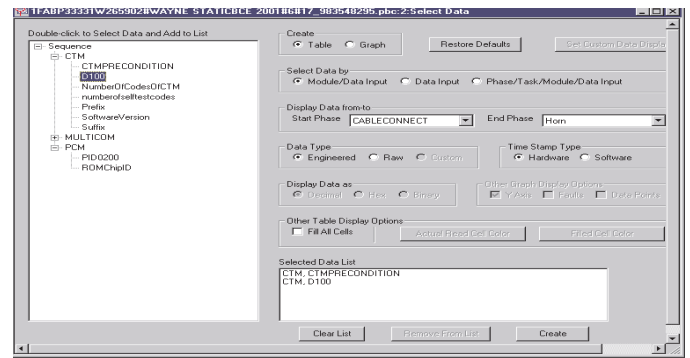 1FABP33331W265902#WAYNE STATICBCE 2001#6#17_983548295.pbc:2:Select Data
Double-click to Select Data and Add to List
Sequence
CTM
CTMPRECONDITION
D100
NumberOfCodesOfCTM
numberofselftestcodes
Prefix
SoftwareVersion
Suffix
MULTICOM
PCM
PID0200
ROMChipID
Create
Table Graph
Restore Defaults
Set Custom Data Displa
Select Data by
Module/Data Input Data Input Phase/Task/Module/Data Input
Display Data from-to
Start Phase CABLECONNECT End Phase Horn
Data Type
Engineered Raw Custom
Time Stamp Type
Hardware Software
Display Data as
Decimal Hex Binary
Other Graph Display Options
Y Axis Faults Data Points
Other Table Display Options
Fill All Cells
Actual Read Cell Color
Filled Cell Color
Selected Data List
CTM, CTMPRECONDITION
CTM, D100
Clear List Remove From List Create